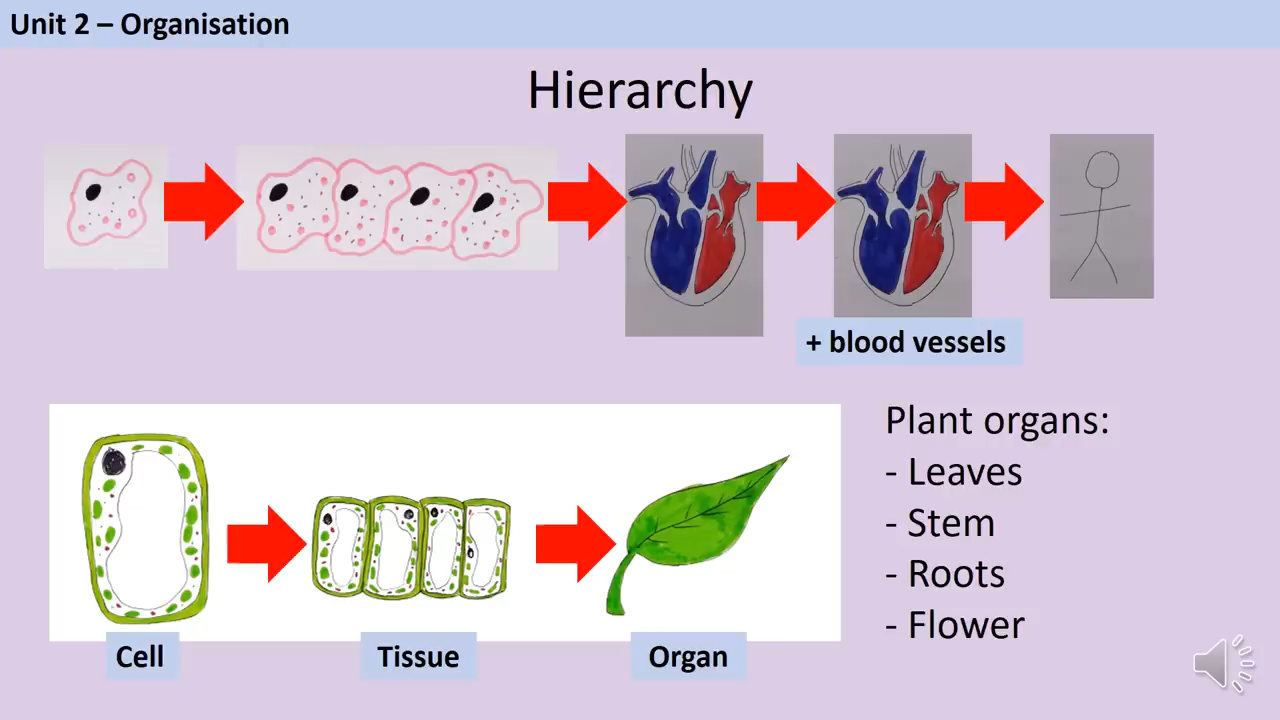 Unit 2 – Organisation
Hierarchy
+ blood vessels
Plant organs:
- Leaves
- Stem
- Roots
- Flower
Cell
Tissue
Organ